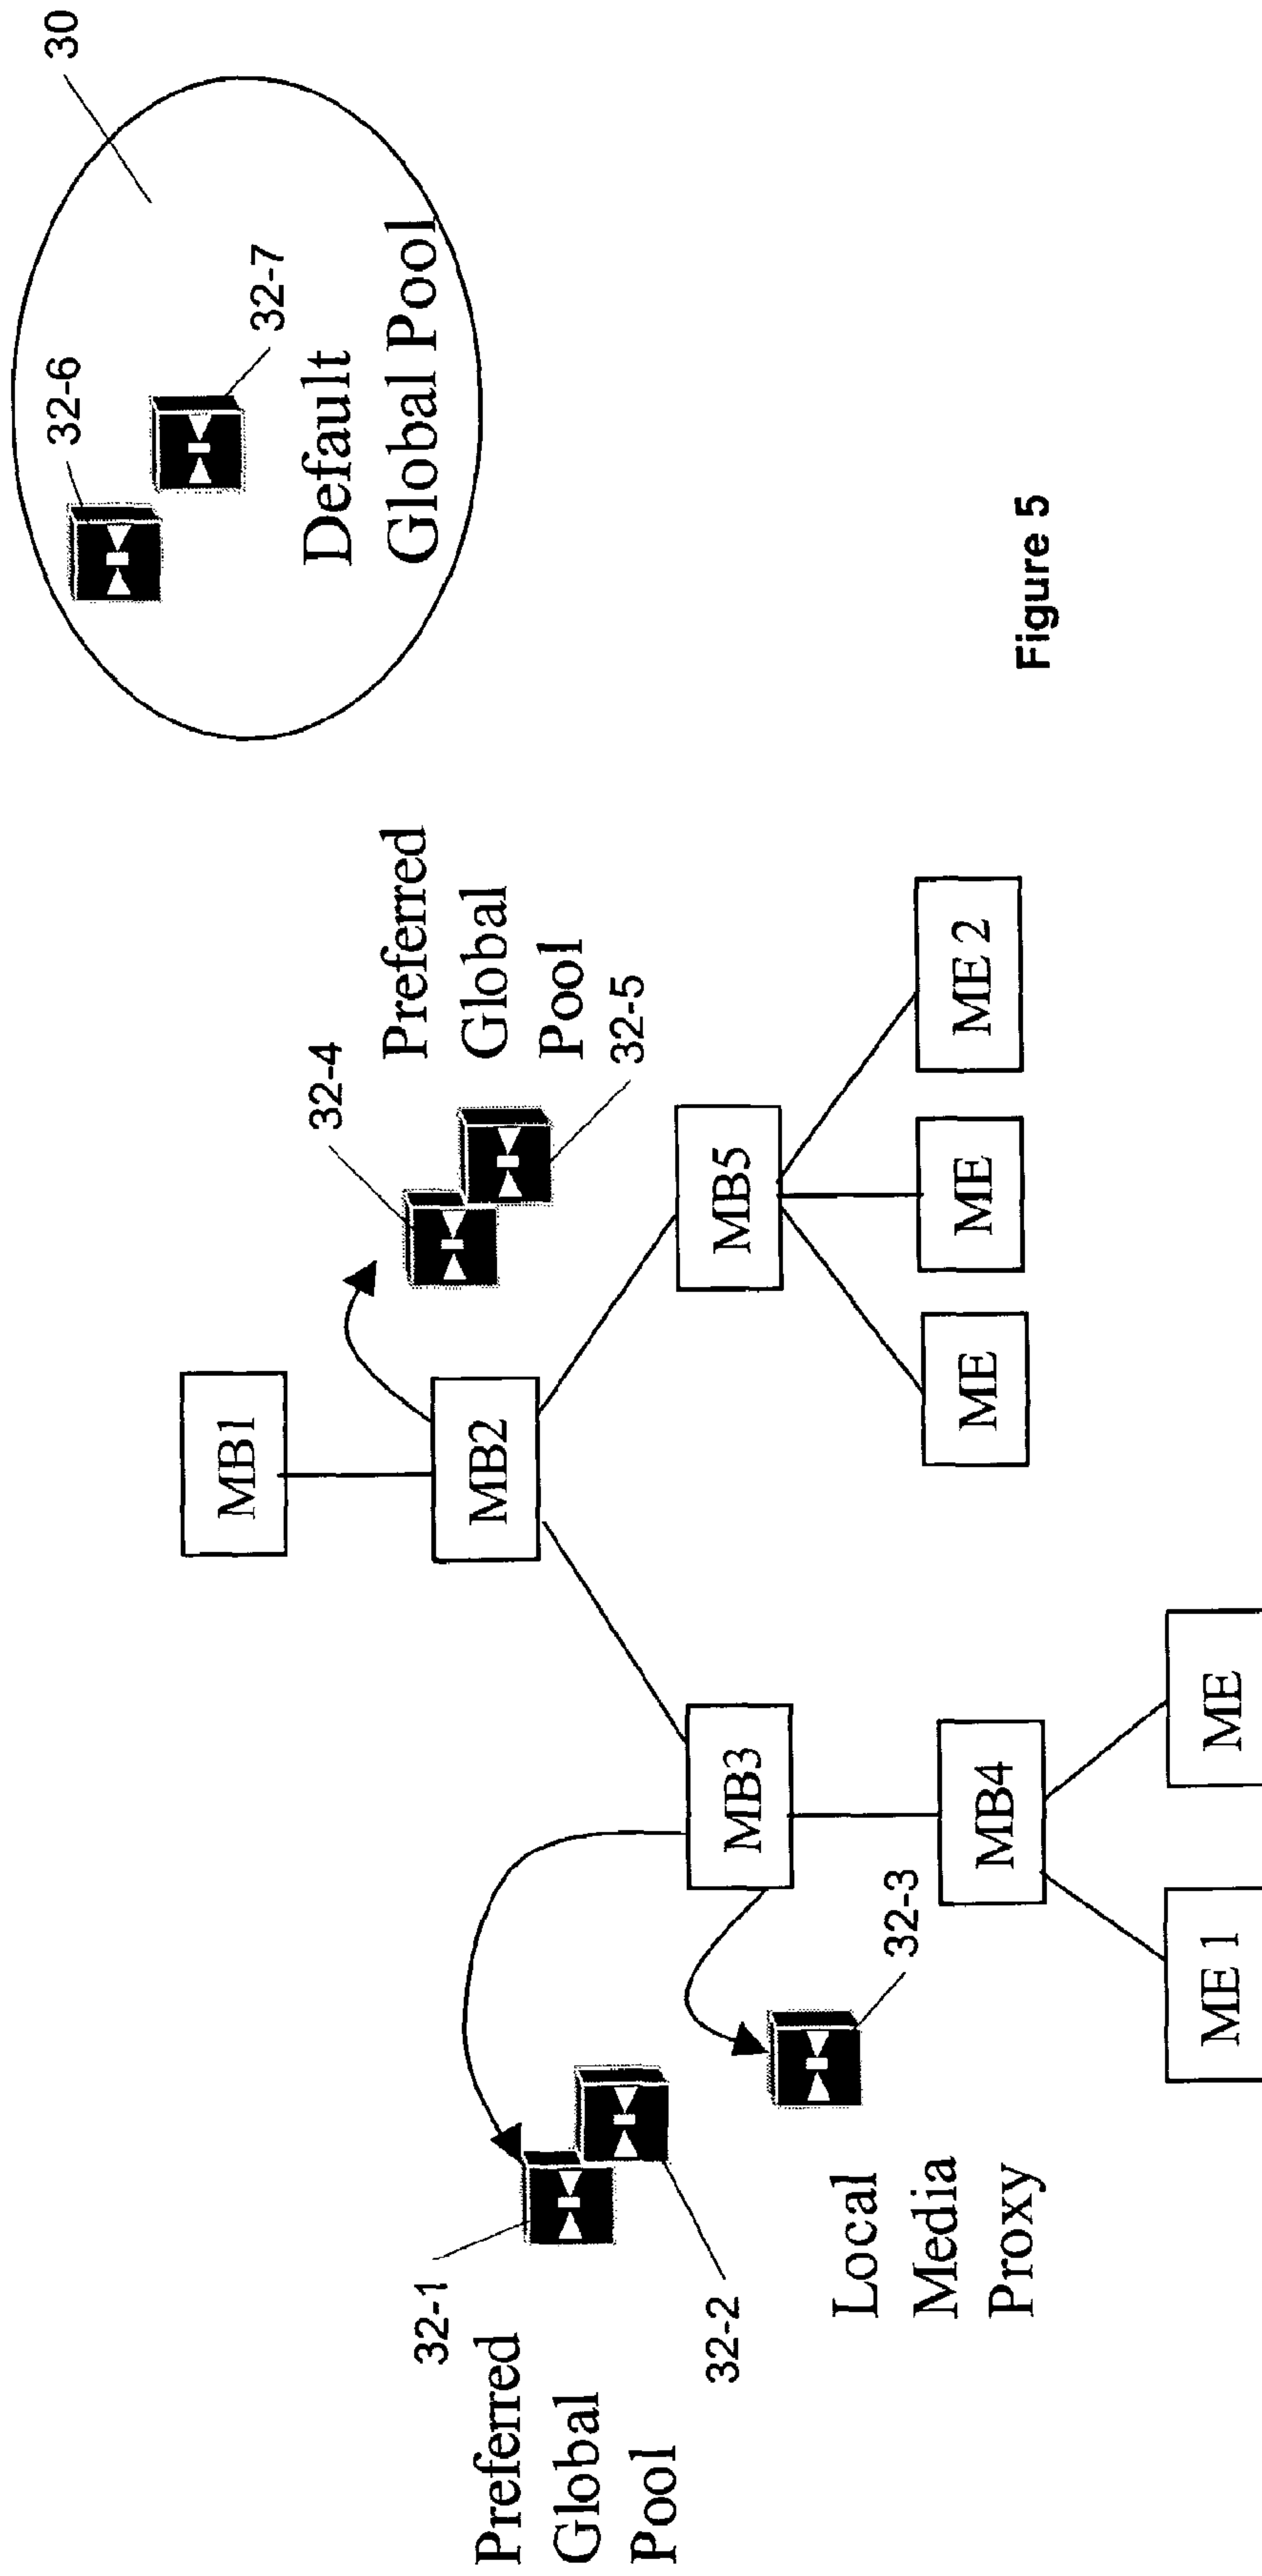 30
32-6
32-7
Default
Global Pool
MB1
32-4
Preferred
Global
Pool
32-5
MB2
32-1
Preferred
Global
Pool
32-2
MB3
MB5
Local
Media
Proxy
32-3
MB4
ME
ME
ME 2
ME 1
ME
Figure 5